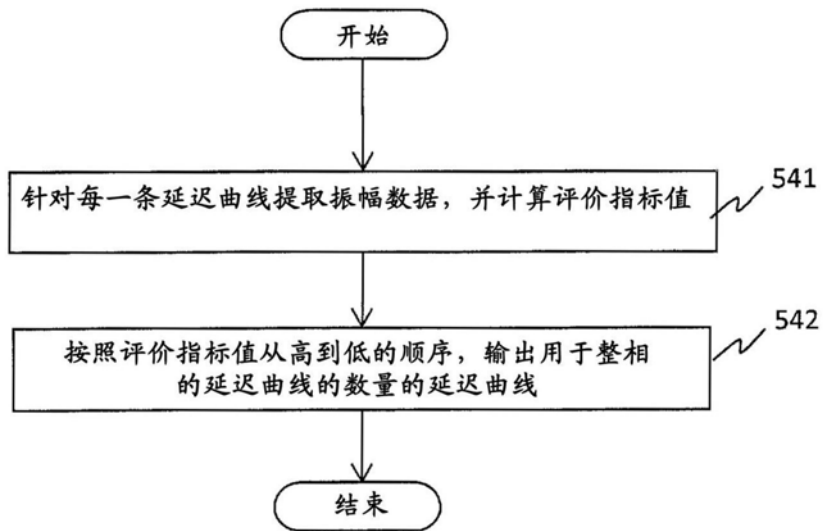 开始
针对每一条延迟曲线提取振幅数据，并计算评价指标值
541
按照评价指标值从高到低的顺序，输出用于整相
的延迟曲线的数量的延迟曲线
542
结束